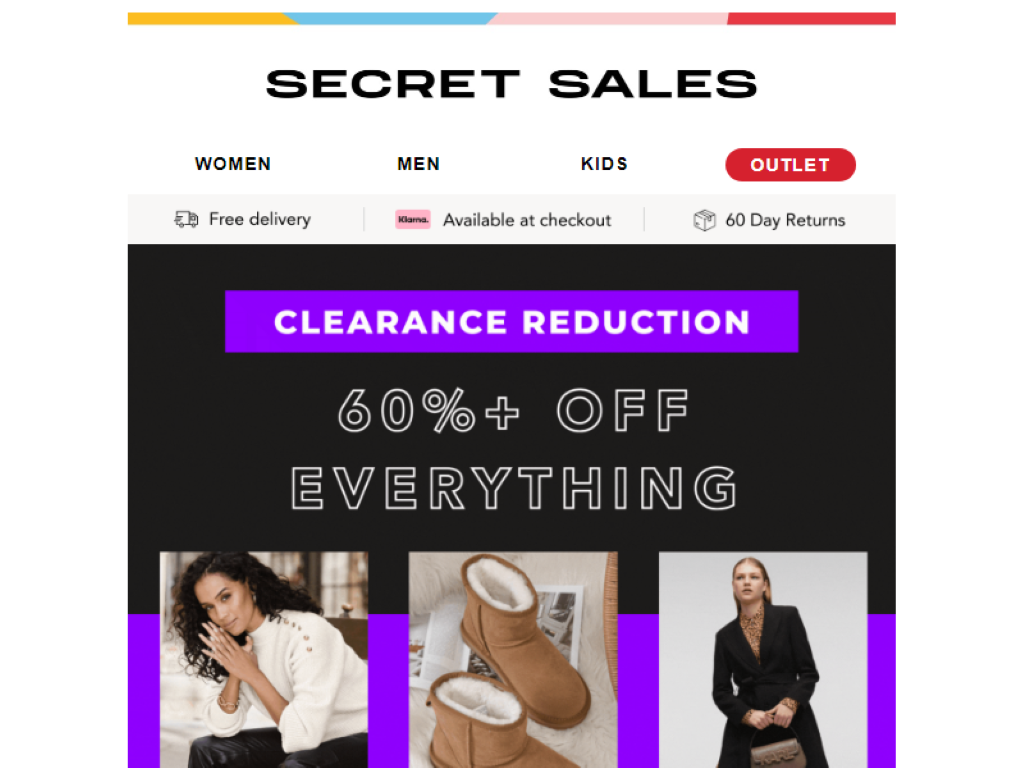 SECRET SALES
WOMEN MEN KIDS OUTLET
Free delivery Klarna. Available at checkout 60 Day Returns
CLEARANCE REDUCTION
60%+ OFF
EVERYTHING